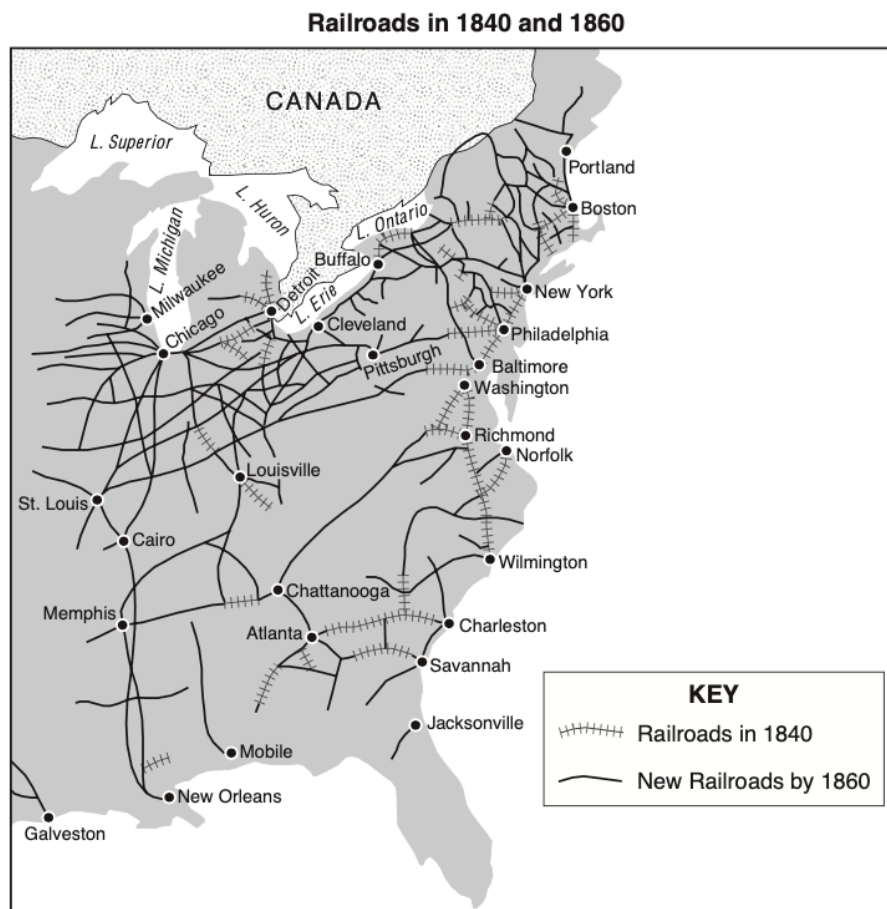 Railroads in 1840 and 1860
CANADA
L. Superior
L. Michigan
L. Huron
L. Ontario
L. Erie
Portland
Boston
Buffalo
New York
Milwaukee
Detroit
Chicago
Cleveland
Philadelphia
Pittsburgh
Baltimore
Washington
Richmond
Norfolk
Louisville
St. Louis
Cairo
Wilmington
Chattanooga
Memphis
Atlanta
Charleston
Savannah
Jacksonville
Mobile
New Orleans
Galveston
KEY
Railroads in 1840
New Railroads by 1860